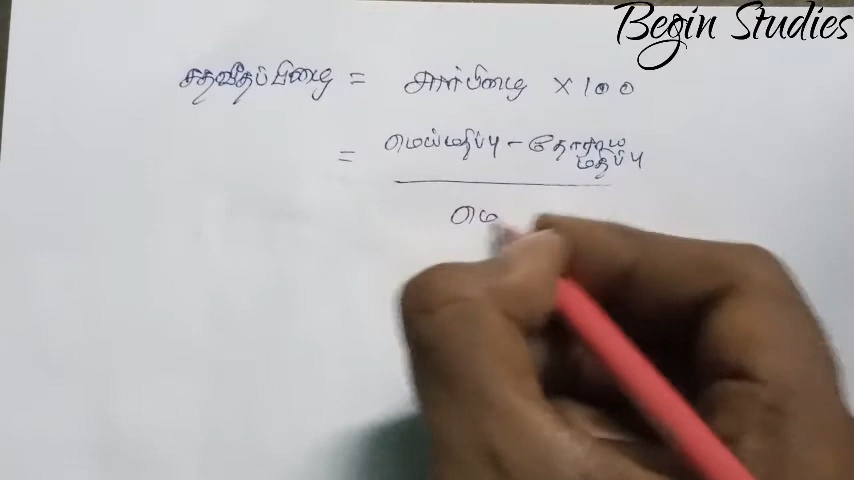 Begin Studies
சதவீதப்பிழை = சார்பிழை × 100
= மெய்மதிப்பு - தோராய
மதிப்பு
மெ